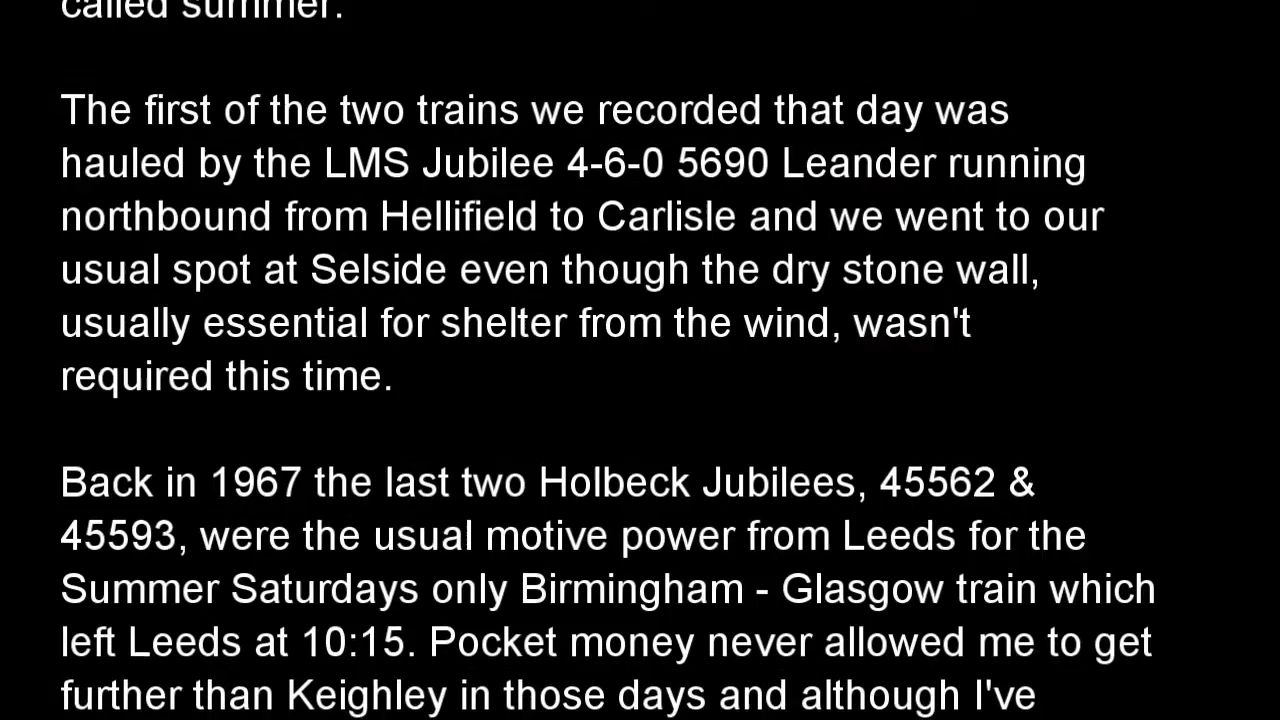 called summer.
The first of the two trains we recorded that day was
hauled by the LMS Jubilee 4-6-0 5690 Leander running
northbound from Hellifield to Carlisle and we went to our
usual spot at Selside even though the dry stone wall,
usually essential for shelter from the wind, wasn't
required this time.
Back in 1967 the last two Holbeck Jubilees, 45562 &
45593, were the usual motive power from Leeds for the
Summer Saturdays only Birmingham - Glasgow train which
left Leeds at 10:15. Pocket money never allowed me to get
further than Keighley in those days and although I've